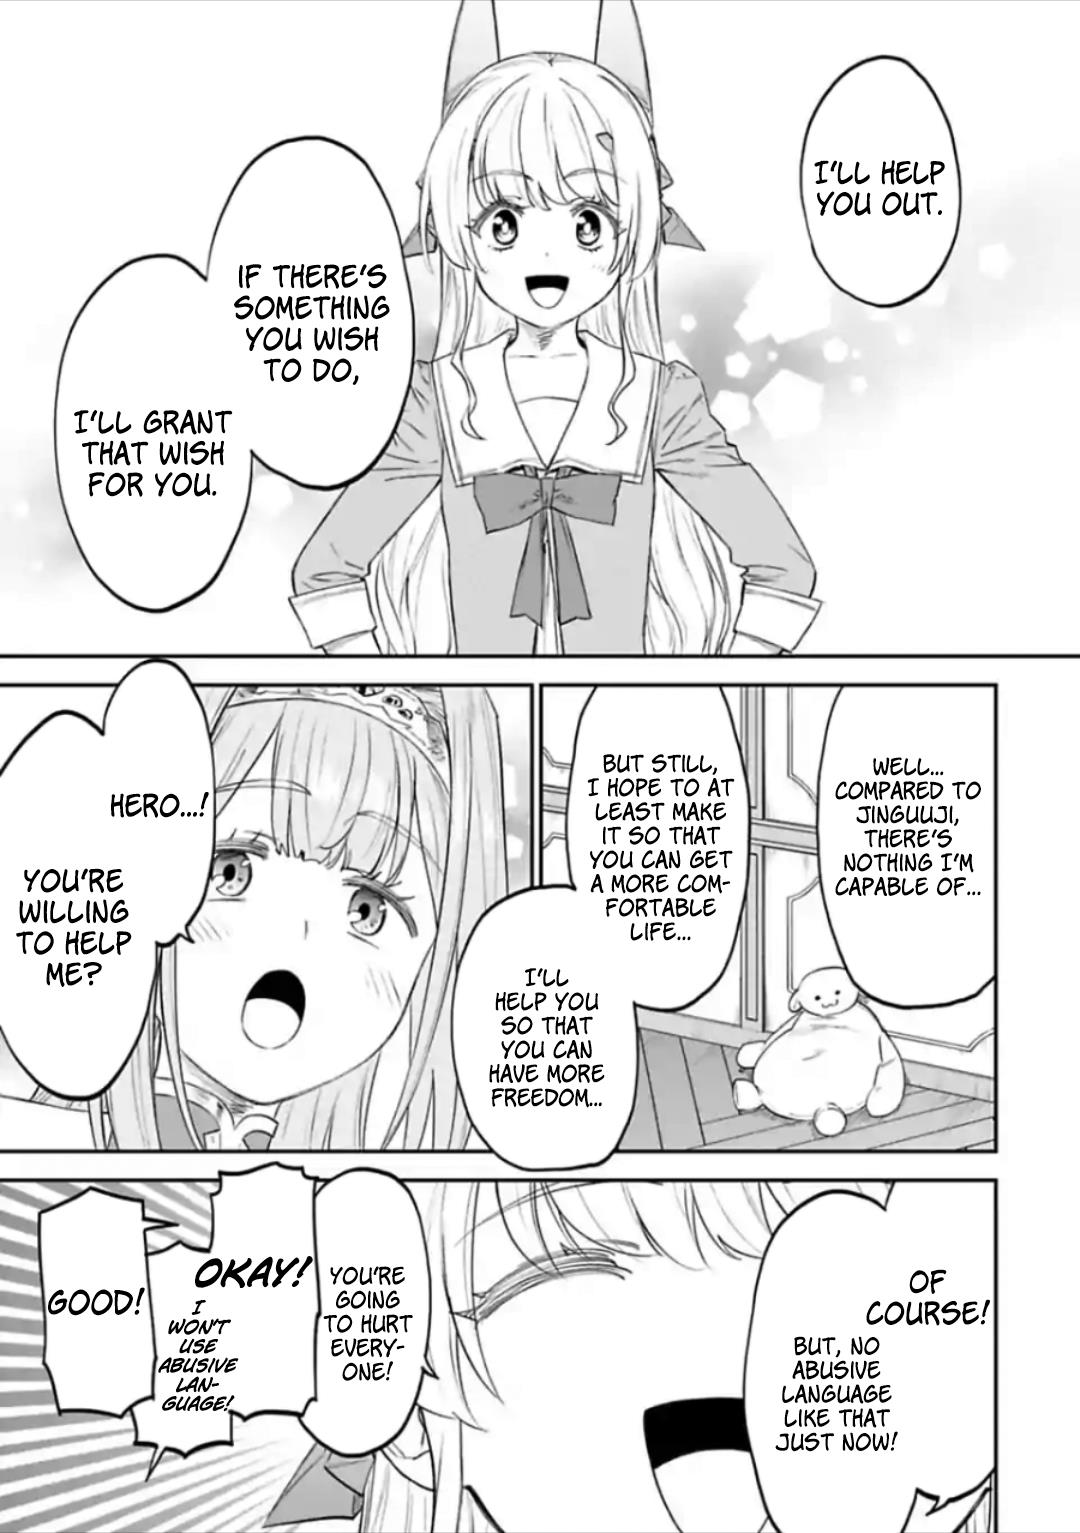 I'LL HELP
YOU OUT.
IF THERE'S
SOMETHING
YOU WISH
TO DO,
I'LL GRANT
THAT WISH
FOR YOU.
WELL...
COMPARED TO
JINGUUJI,
THERE'S
NOTHING I'M
CAPABLE OF...
BUT STILL,
I HOPE TO AT
LEAST MAKE
IT SO THAT
YOU CAN GET
A MORE COM-
FORTABLE
LIFE...
I'LL
HELP YOU
SO THAT
YOU CAN
HAVE MORE
FREEDOM...
HERO...!
YOU'RE
WILLING
TO HELP
ME?
OF
COURSE!
BUT, NO
ABUSIVE
LANGUAGE
LIKE THAT
JUST NOW!
YOU'RE
GOING
TO HURT
EVERY-
ONE!
OKAY!
I
WON'T
USE
ABUSIVE
LAN-
GUAGE!
GOOD!